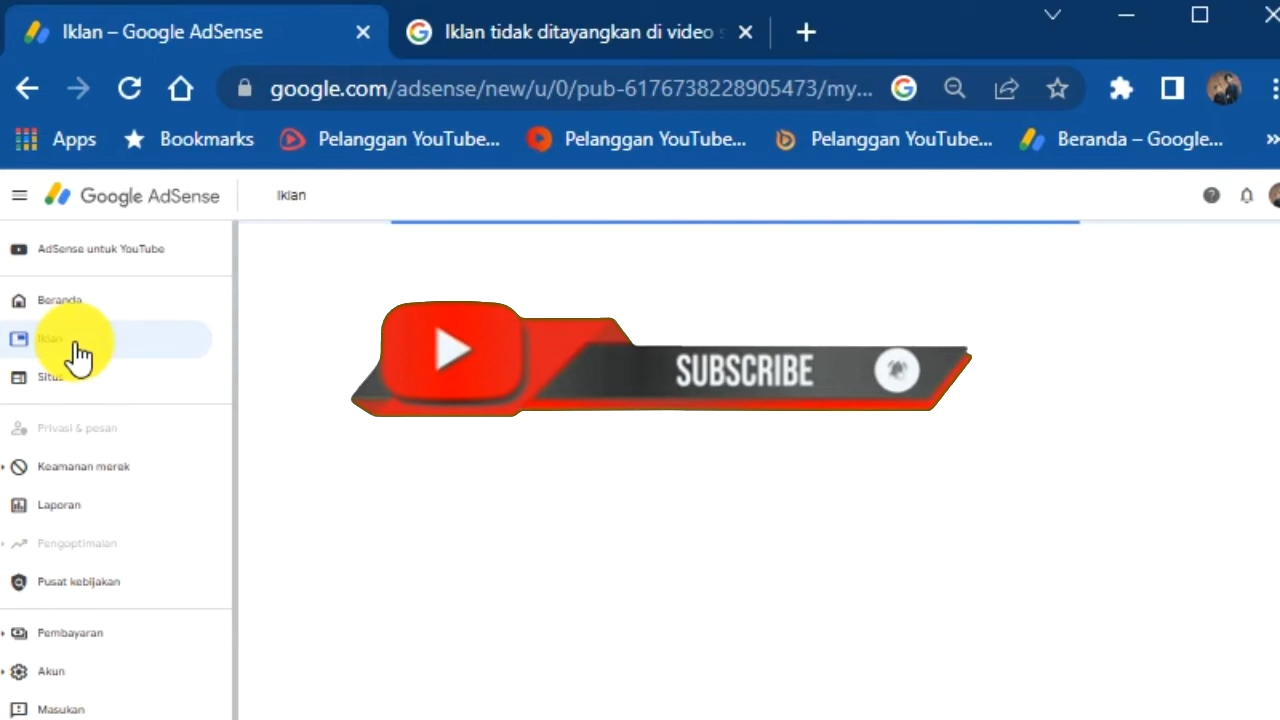 Iklan – Google AdSense
Iklan tidak ditayangkan di video s
google.com/adsense/new/u/0/pub-6176738228905473/my...
Apps
Bookmarks
Pelanggan YouTube...
Pelanggan YouTube...
Pelanggan YouTube...
Beranda – Google...
Google AdSense
Iklan
AdSense untuk YouTube
Beranda
Iklan
Situs
Privasi & pesan
Keamanan merek
Laporan
Pengoptimalan
Pusat kebijakan
Pembayaran
Akun
Masukan
SUBSCRIBE